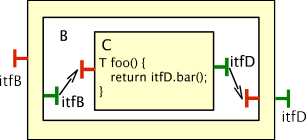 B
C
itfD
T foo() {
return itfD.bar();
}
itfB
itfB
itfD